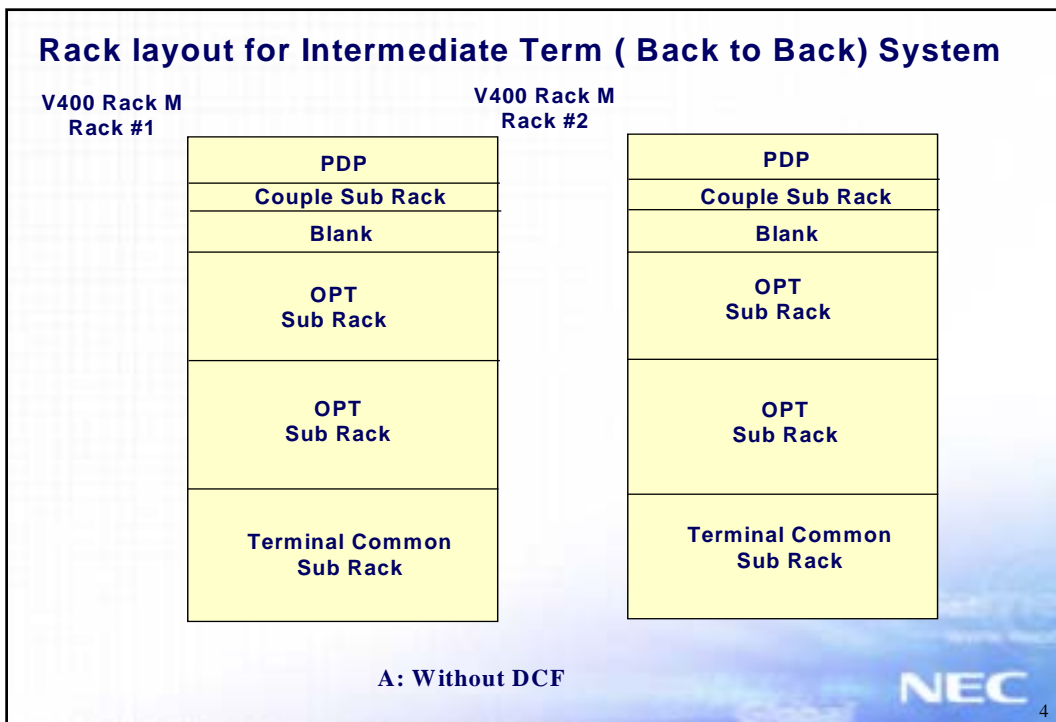 Rack layout for Intermediate Term ( Back to Back) System
V400 Rack M
Rack #1
PDP
Couple Sub Rack
Blank
OPT
Sub Rack
OPT
Sub Rack
Terminal Common
Sub Rack
V400 Rack M
Rack #2
PDP
Couple Sub Rack
Blank
OPT
Sub Rack
OPT
Sub Rack
Terminal Common
Sub Rack
A: Without DCF
NEC
4